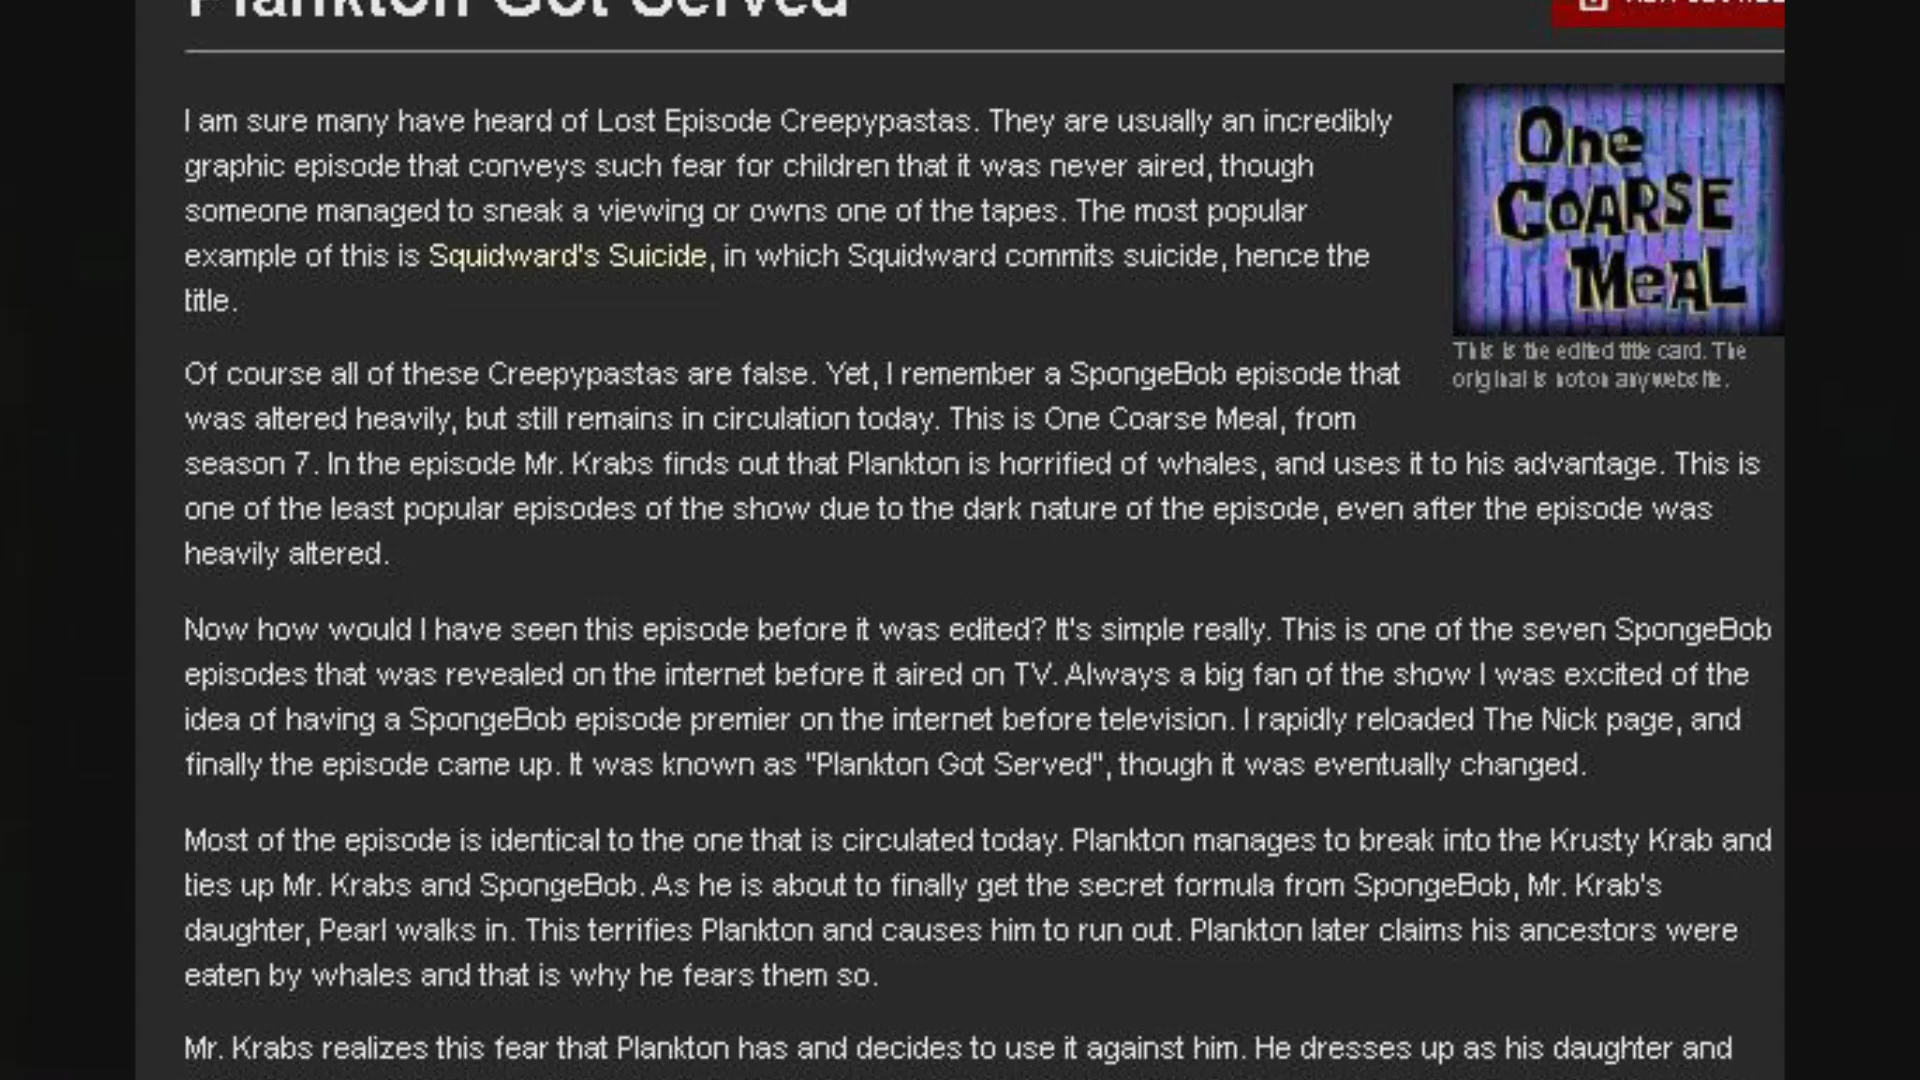 Plankton Got Served
One
COARSE
MeAL
This is the edited title card. The
original is not on any website.
I am sure many have heard of Lost Episode Creepypastas. They are usually an incredibly
graphic episode that conveys such fear for children that it was never aired, though
someone managed to sneak a viewing or owns one of the tapes. The most popular
example of this is Squidward's Suicide, in which Squidward commits suicide, hence the
title.
Of course all of these Creepypastas are false. Yet, I remember a SpongeBob episode that
was altered heavily, but still remains in circulation today. This is One Coarse Meal, from
season 7. In the episode Mr. Krabs finds out that Plankton is horrified of whales, and uses it to his advantage. This is
one of the least popular episodes of the show due to the dark nature of the episode, even after the episode was
heavily altered.
Now how would I have seen this episode before it was edited? It's simple really. This is one of the seven SpongeBob
episodes that was revealed on the internet before it aired on TV. Always a big fan of the show I was excited of the
idea of having a SpongeBob episode premier on the internet before television. I rapidly reloaded The Nick page, and
finally the episode came up. It was known as "Plankton Got Served", though it was eventually changed.
Most of the episode is identical to the one that is circulated today. Plankton manages to break into the Krusty Krab and
ties up Mr. Krabs and SpongeBob. As he is about to finally get the secret formula from SpongeBob, Mr. Krab's
daughter, Pearl walks in. This terrifies Plankton and causes him to run out. Plankton later claims his ancestors were
eaten by whales and that is why he fears them so.
Mr. Krabs realizes this fear that Plankton has and decides to use it against him. He dresses up as his daughter and